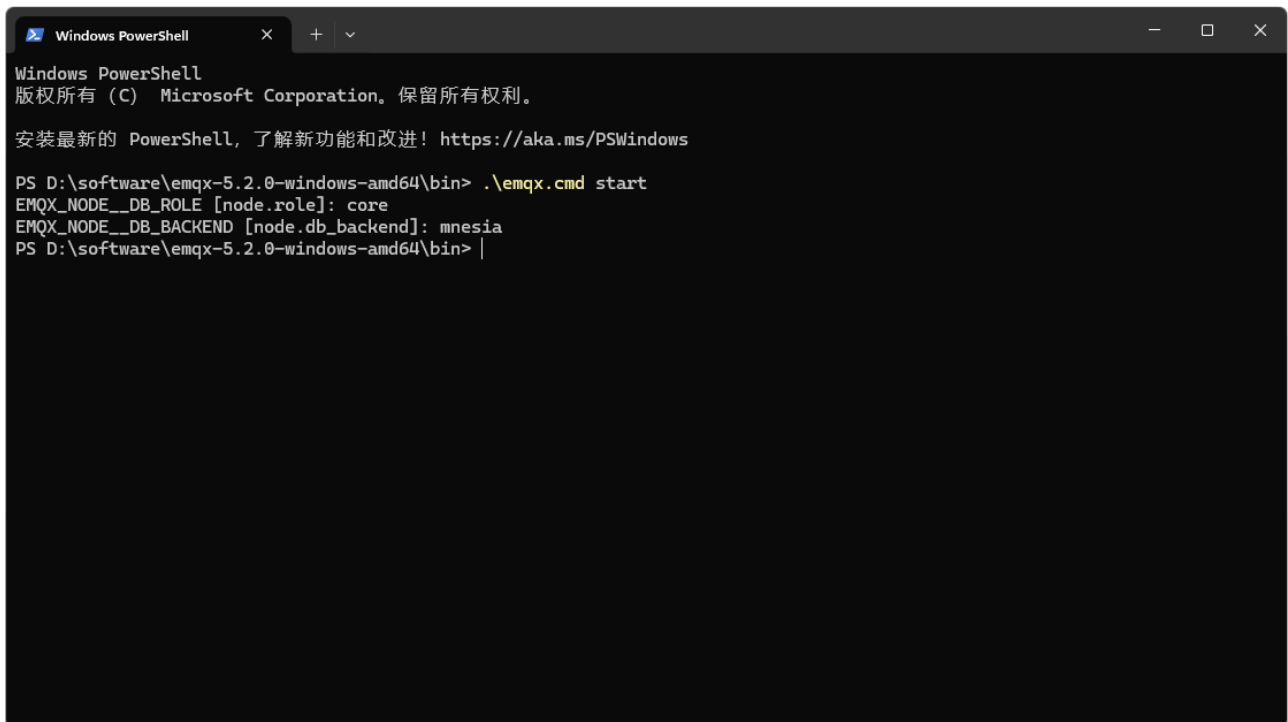 Windows PowerShell
Windows PowerShell
版权所有 (C)  Microsoft Corporation。保留所有权利。
安装最新的 PowerShell，了解新功能和改进！https://aka.ms/PSWindows
PS D:\software\emqx-5.2.0-windows-amd64\bin> .\emqx.cmd start
EMQX_NODE__DB_ROLE [node.role]: core
EMQX_NODE__DB_BACKEND [node.db_backend]: mnesia
PS D:\software\emqx-5.2.0-windows-amd64\bin>